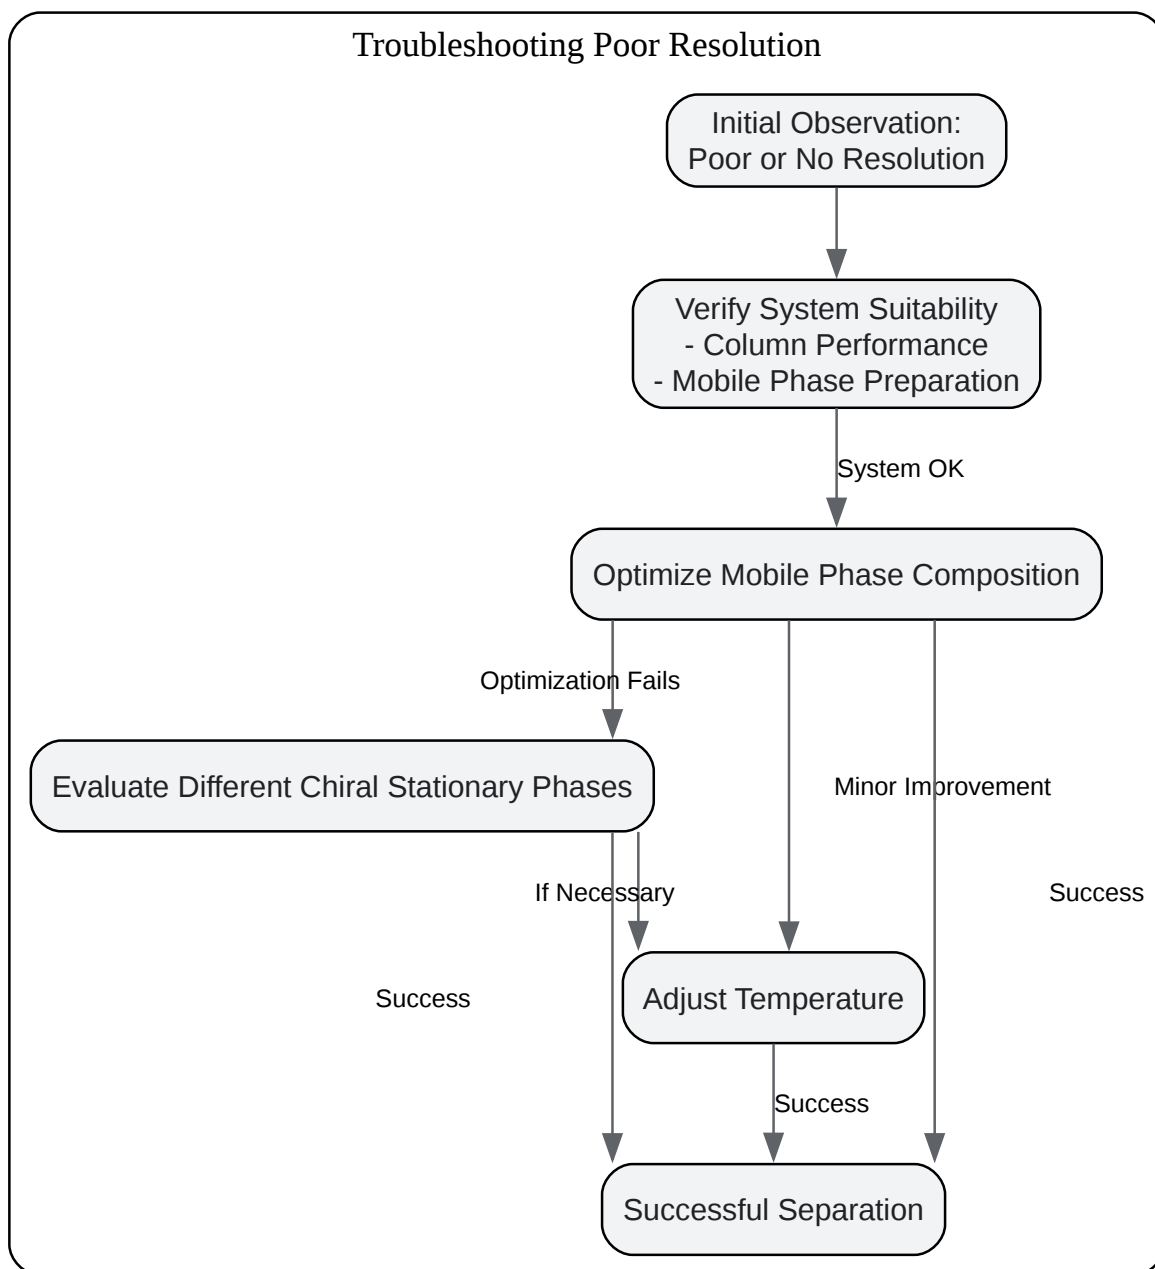 Troubleshooting Poor Resolution
Initial Observation:
Poor or No Resolution
Verify System Suitability
- Column Performance
- Mobile Phase Preparation
System OK
Optimize Mobile Phase Composition
Optimization Fails
Evaluate Different Chiral Stationary Phases
Minor Improvement
If Necessary
Success
Success
Adjust Temperature
Success
Successful Separation